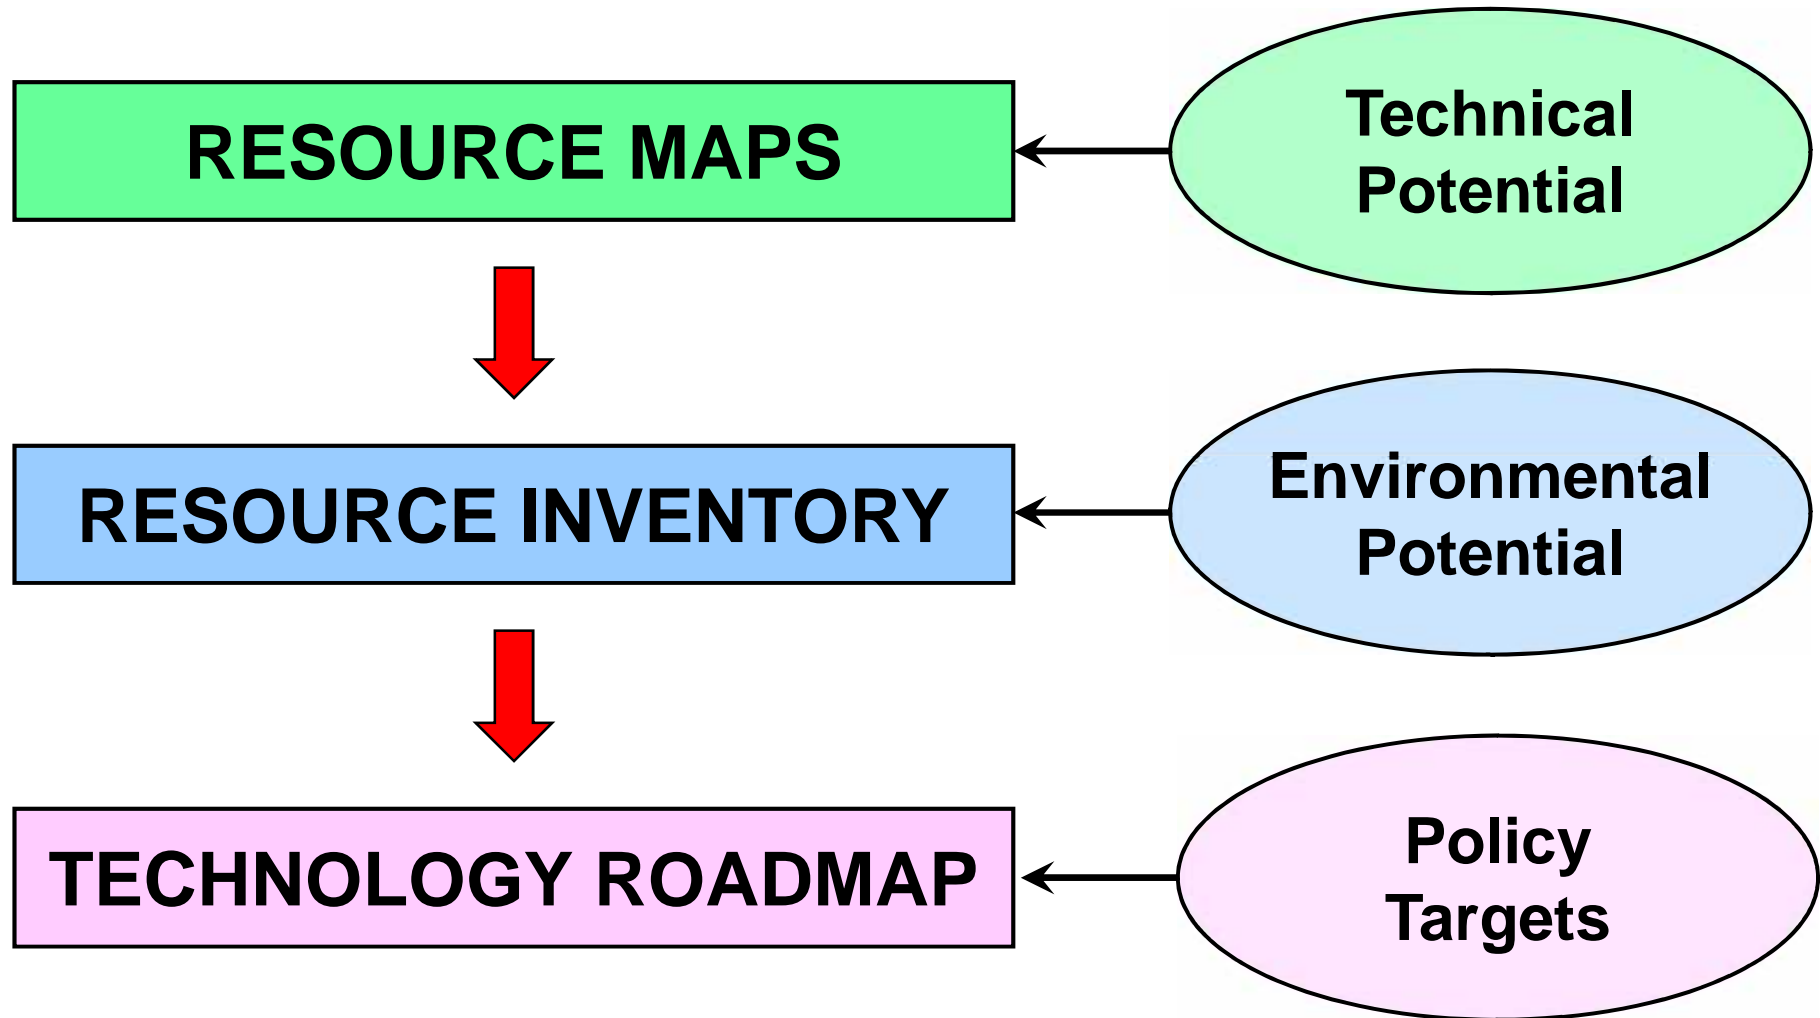 RESOURCE MAPS
Technical
Potential
RESOURCE INVENTORY
Environmental
Potential
TECHNOLOGY ROADMAP
Policy
Targets